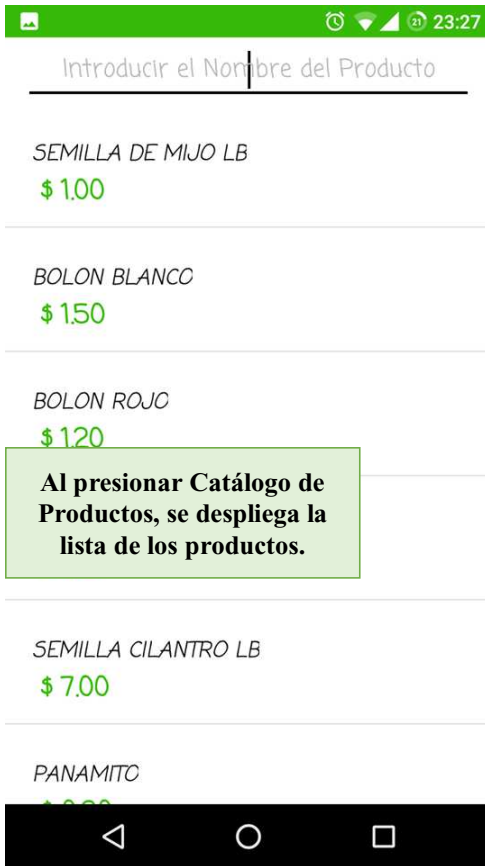 21 23:27
Introducir el Nombre del Producto
SEMILLA DE MIJO LB
$ 1.00
BOLON BLANCO
$ 1.50
BOLON ROJO
$ 1.20
Al presionar Catálogo de
Productos, se despliega la
lista de los productos.
SEMILLA CILANTRO LB
$ 7.00
PANAMITO